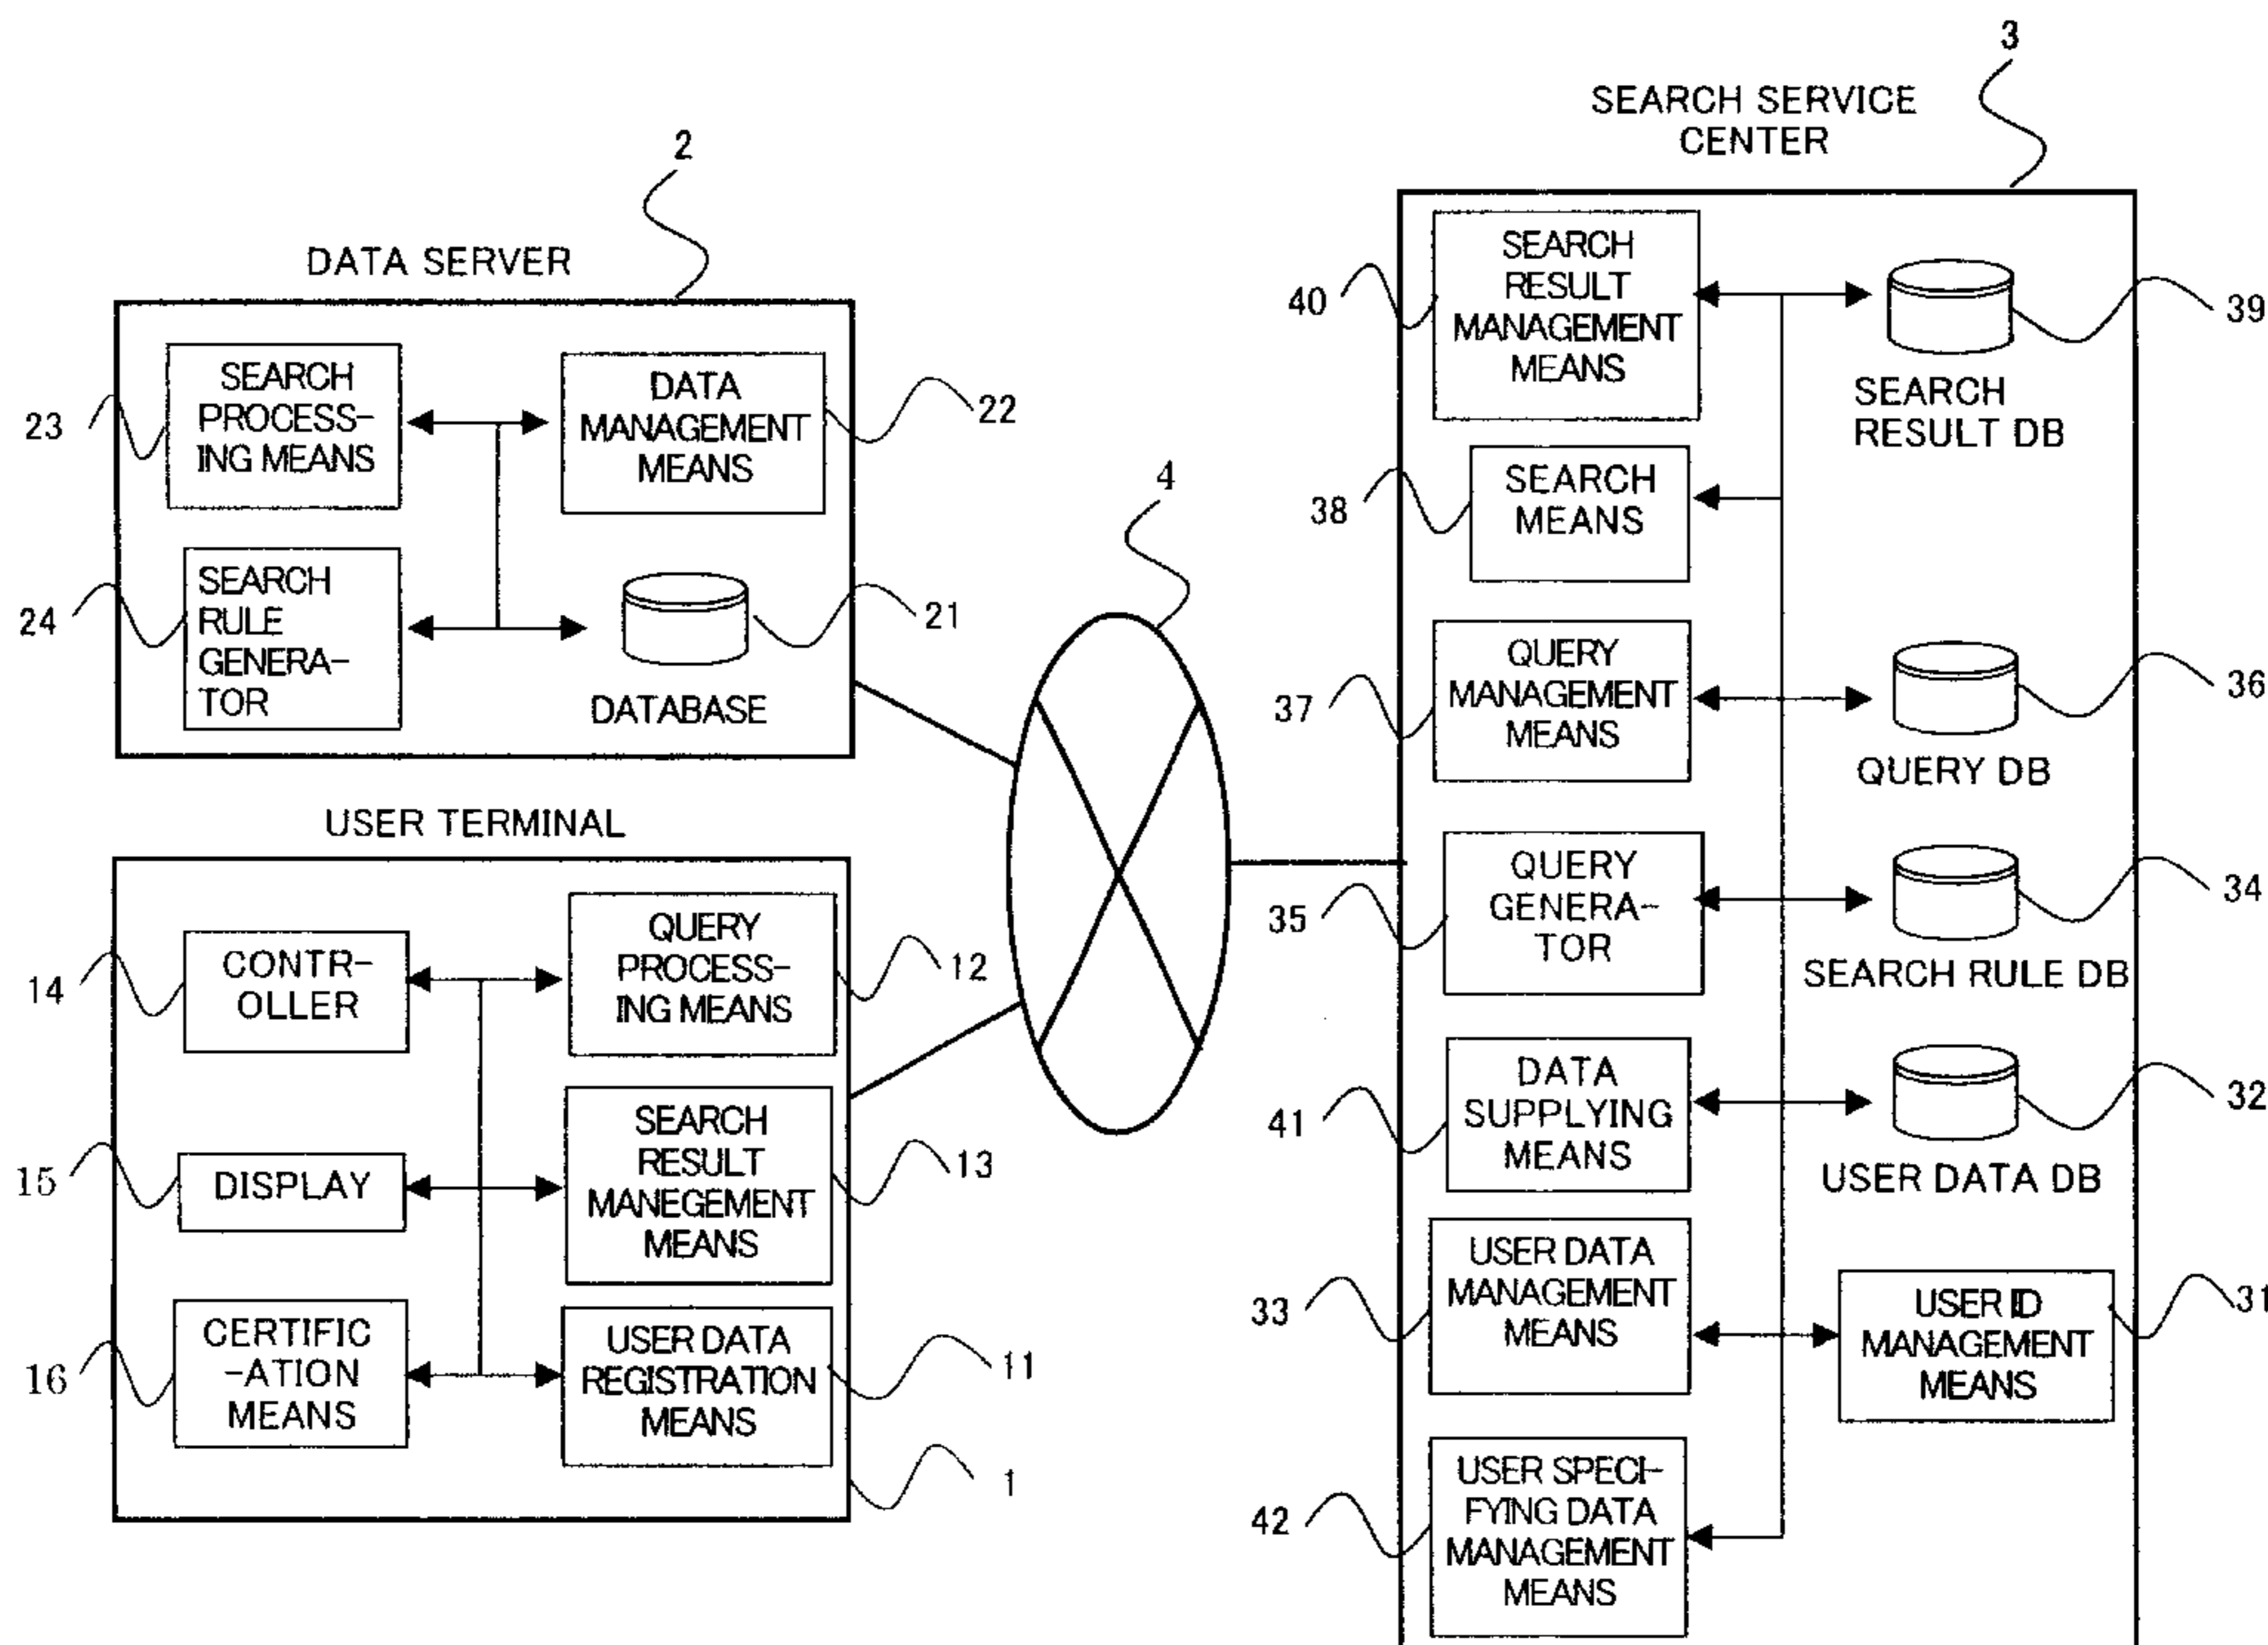 3
SEARCH SERVICE
CENTER
2
DATA SERVER
SEARCH
PROCESS-
ING MEANS
23
DATA
MANAGEMENT
MEANS
22
SEARCH
RULE
GENERA-
TOR
24
21
DATABASE
4
USER TERMINAL
CONTR-
OLLER
14
QUERY
PROCESS-
ING MEANS
12
DISPLAY
15
SEARCH
RESULT
MANEGEMENT
MEANS
13
CERTIFIC
-ATION
MEANS
16
USER DATA
REGISTRATION
MEANS
11
1
SEARCH
RESULT
MANAGEMENT
MEANS
40
39
SEARCH
RESULT DB
SEARCH
MEANS
38
QUERY
MANAGEMENT
MEANS
37
36
QUERY DB
QUERY
GENERA-
TOR
35
34
SEARCH RULE DB
DATA
SUPPLYING
MEANS
41
32
USER DATA DB
USER DATA
MANAGEMENT
MEANS
33
USER ID
MANAGEMENT
MEANS
31
USER SPECI-
FYING DATA
MANAGEMENT
MEANS
42